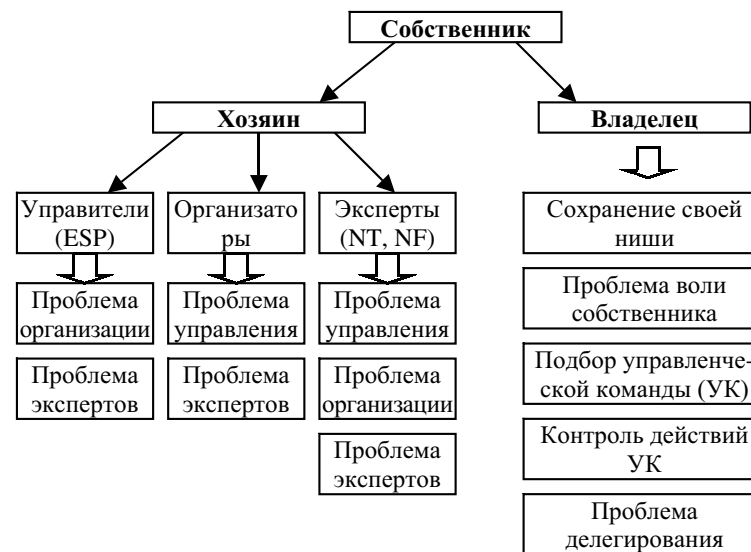 Собственник
Хозяин
Владелец
Управители
(ESP)
Организато
ры
Эксперты
(NT, NF)
Проблема
организации
Проблема
экспертов
Проблема
управления
Проблема
экспертов
Проблема
управления
Проблема
организации
Проблема
экспертов
Сохранение своей
ниши
Проблема воли
собственника
Подбор управленче-
ской команды (УК)
Контроль действий
УК
Проблема
делегирования